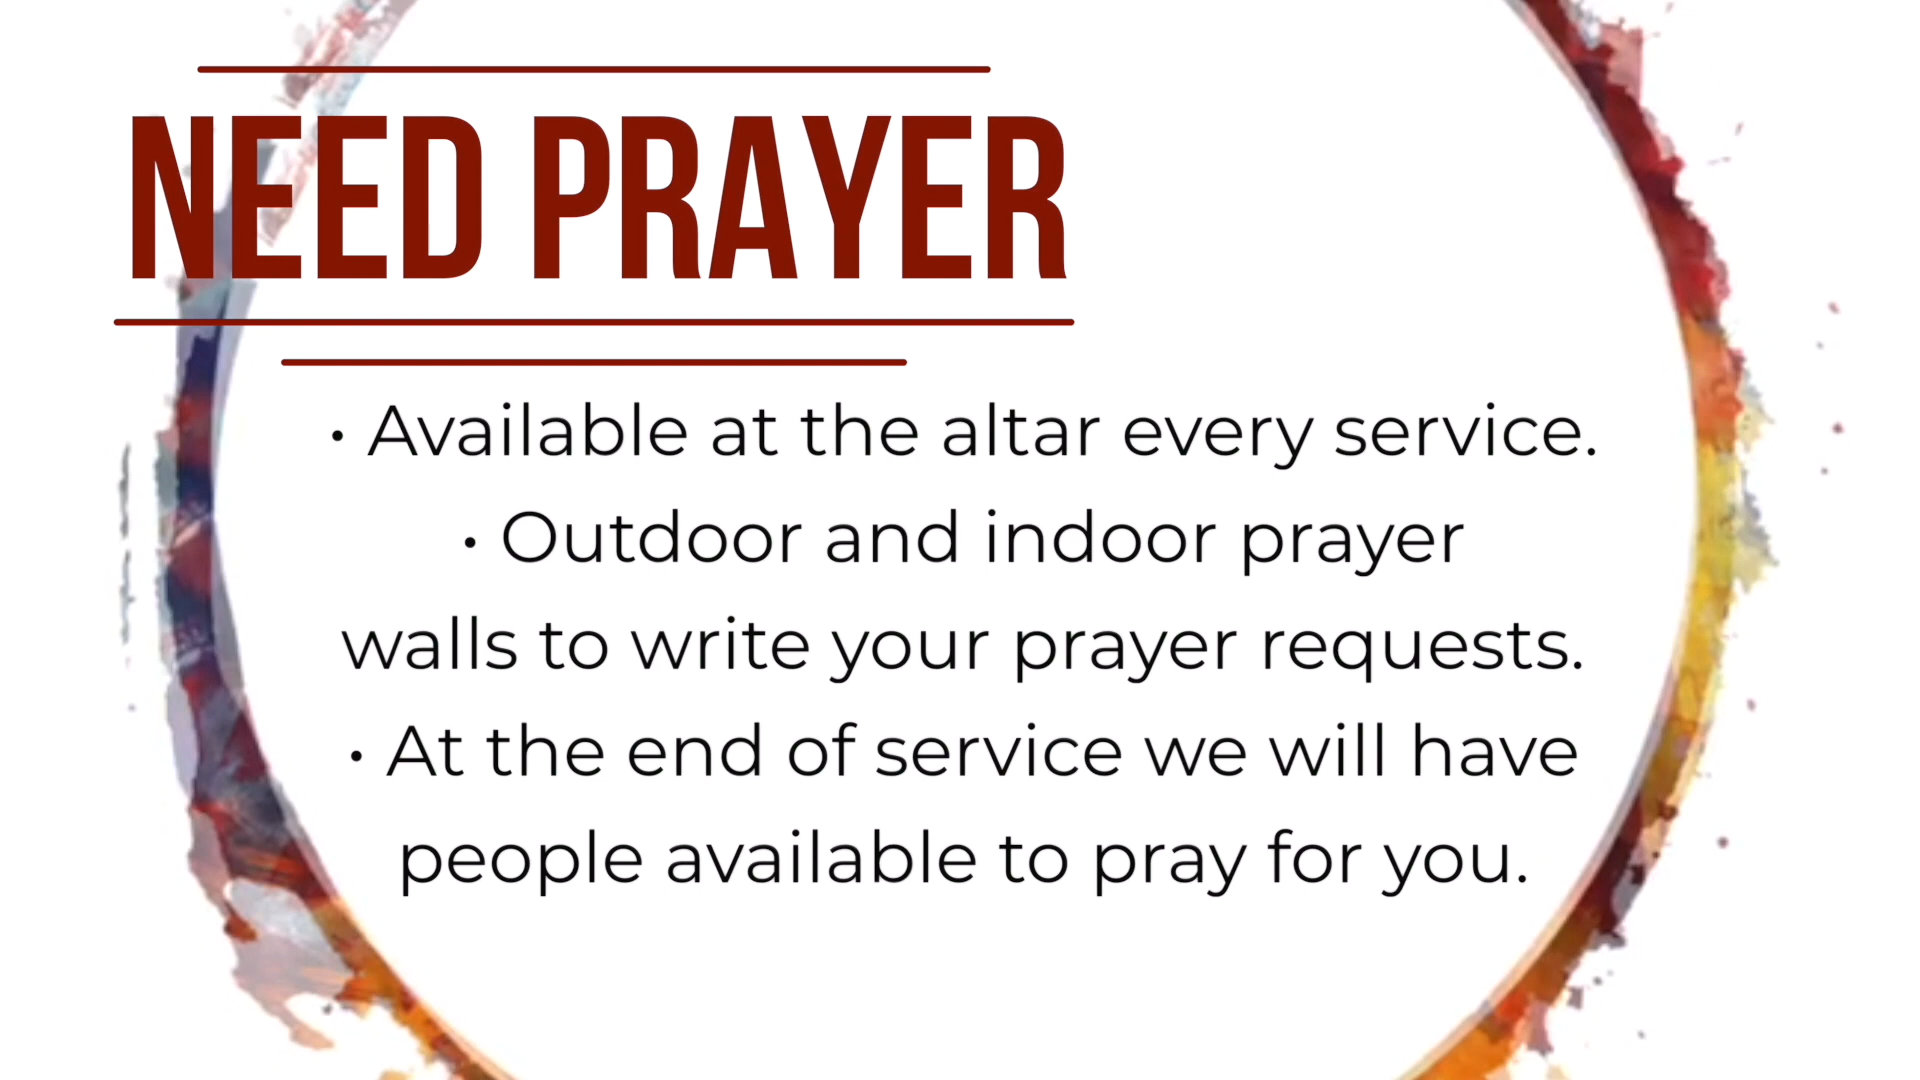 NEED PRAYER
• Available at the altar every service.
• Outdoor and indoor prayer
walls to write your prayer requests.
• At the end of service we will have
people available to pray for you.